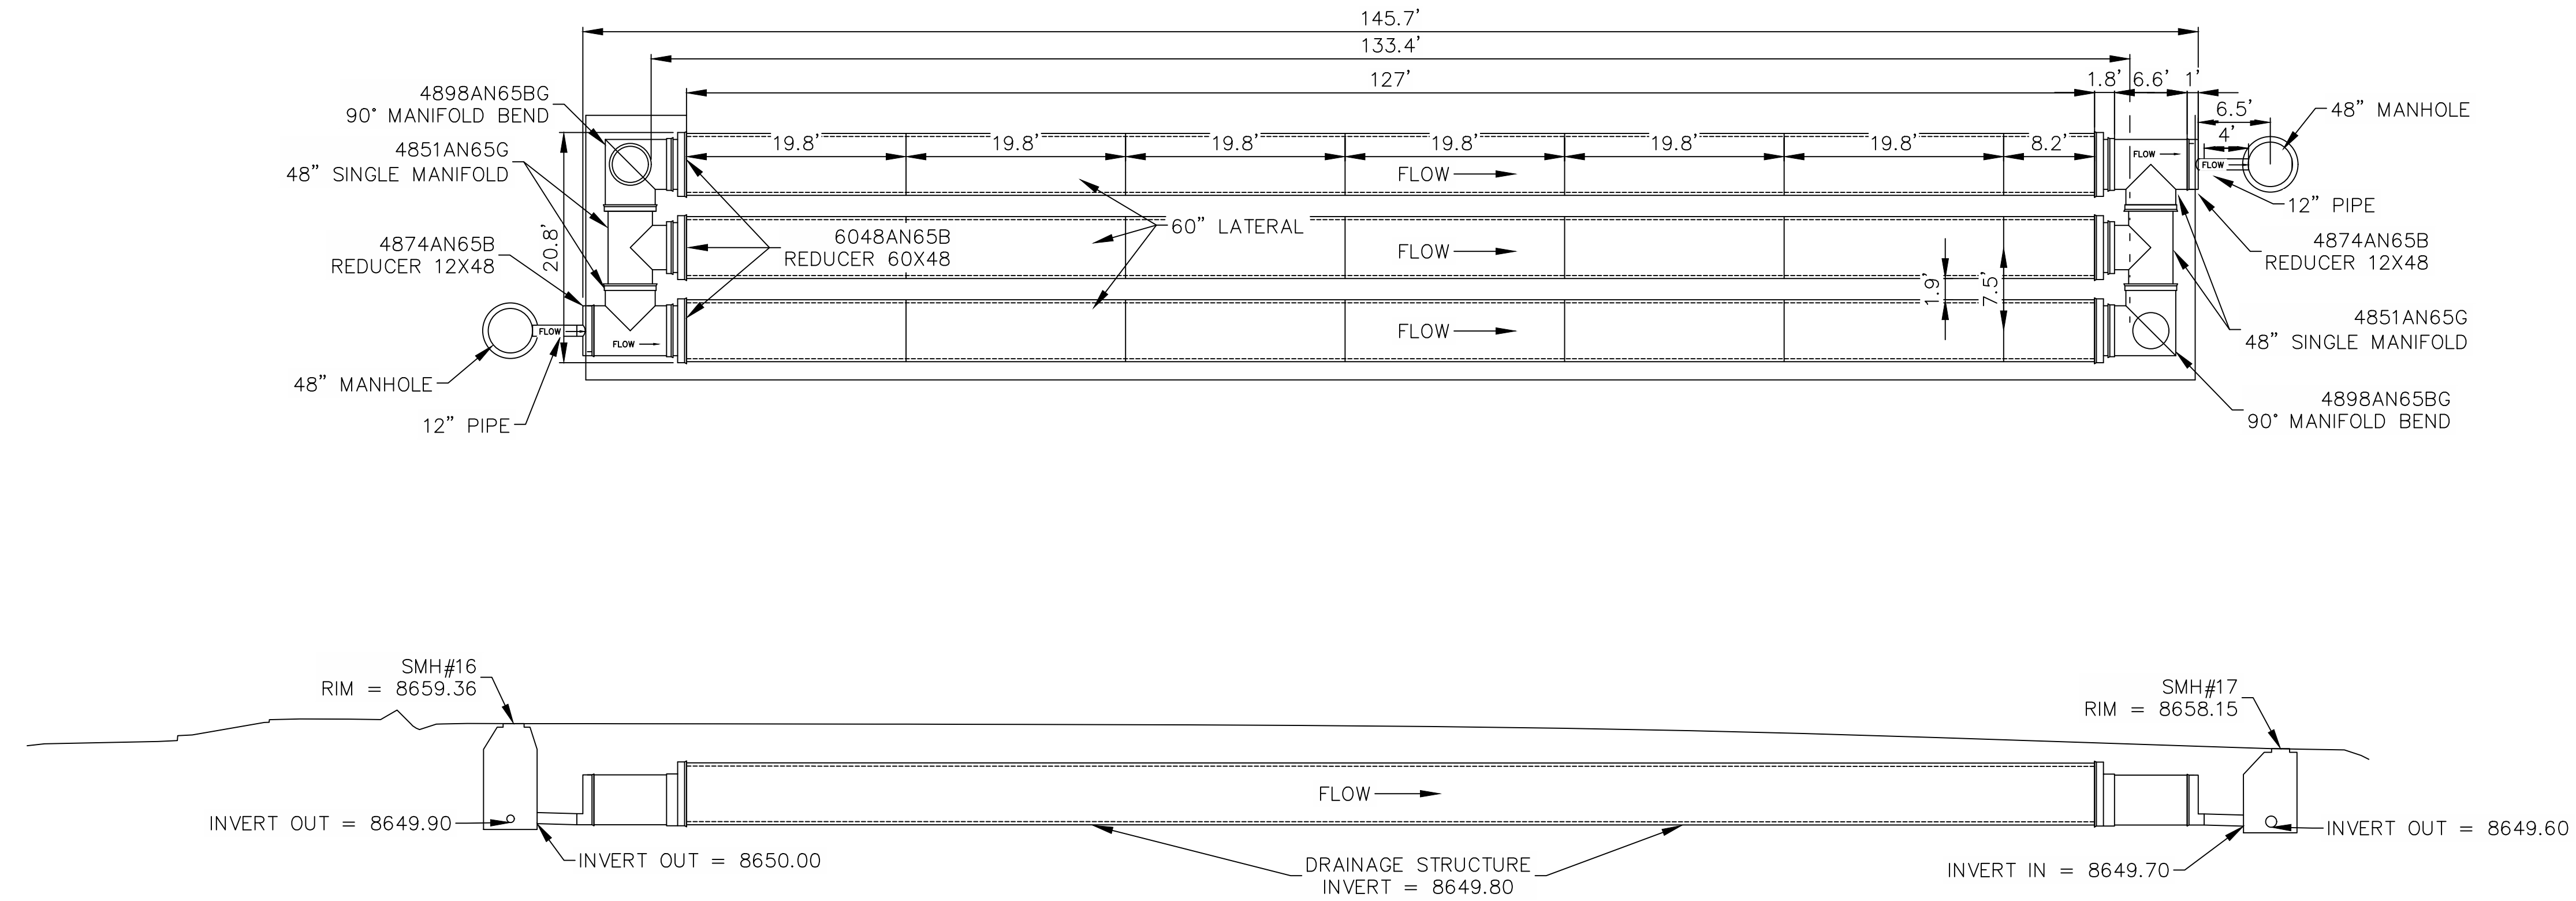 145.7’
133.4’
127’
1.8’
6.6’
1’
6.5’
4’
4898AN65BG
90° MANIFOLD BEND
4851AN65G
48” SINGLE MANIFOLD
4874AN65B
REDUCER 12X48
20.8’
19.8’
19.8’
19.8’
19.8’
19.8’
19.8’
8.2’
FLOW
FLOW
FLOW
48” MANHOLE
12” PIPE
FLOW
60” LATERAL
6048AN65B
REDUCER 60X48
FLOW
1.9’
7.5’
4874AN65B
REDUCER 12X48
FLOW
FLOW
FLOW
4851AN65G
48” SINGLE MANIFOLD
48” MANHOLE
12” PIPE
4898AN65BG
90° MANIFOLD BEND
SMH#16
RIM = 8659.36
SMH#17
RIM = 8658.15
FLOW
INVERT OUT = 8649.90
INVERT OUT = 8650.00
DRAINAGE STRUCTURE
INVERT = 8649.80
INVERT IN = 8649.70
INVERT OUT = 8649.60